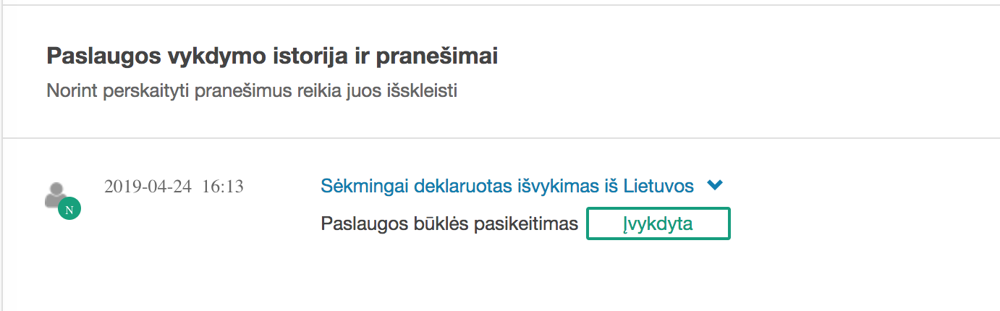 Paslaugos vykdymo istorija ir pranešimai
Norint perskaityti pranešimus reikia juos išskleisti
2019-04-24 16:13 Sėkmingai deklaruotas išvykimas iš Lietuvos
N
Paslaugos būklės pasikeitimas Įvykdyta